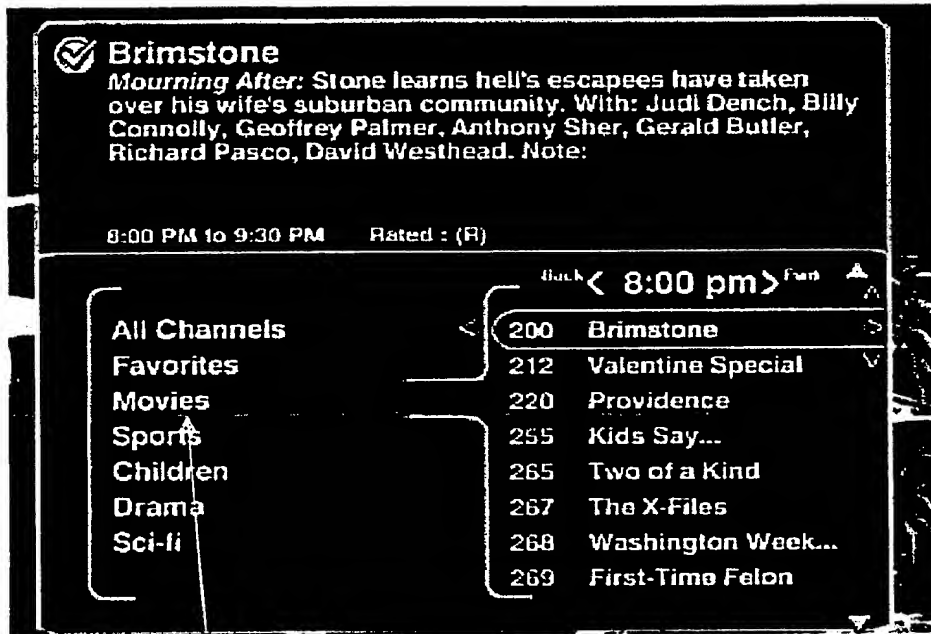 Brimstone
Mourning After: Stone learns hell's escapees have taken
over his wife's suburban community. With: Judi Dench, Billy
Connolly, Geoffrey Palmer, Anthony Sher, Gerald Butler,
Richard Pasco, David Westhead. Note:
8:00 PM to 9:30 PM Rated : (R)
Back < 8:00 pm > Fwd
All Channels
Favorites
Movies
Sports
Children
Drama
Sci-fi
200 Brimstone
212 Valentine Special
220 Providence
255 Kids Say...
265 Two of a Kind
267 The X-Files
268 Washington Week...
269 First-Time Felon